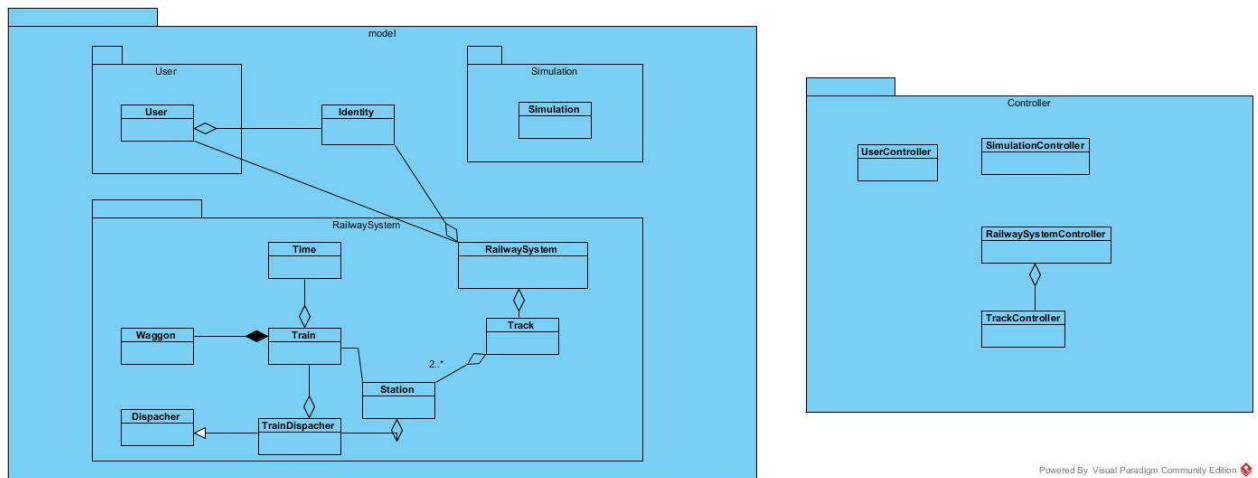 model
User
Simulation
User
Identity
Simulation
RailwaySystem
Time
RailwaySystem
Waggon
Train
Track
2..*
Station
Dispacher
TrainDispacher
Controller
UserController
SimulationController
RailwaySystemController
TrackController
Powered By Visual Paradigm Community Edition